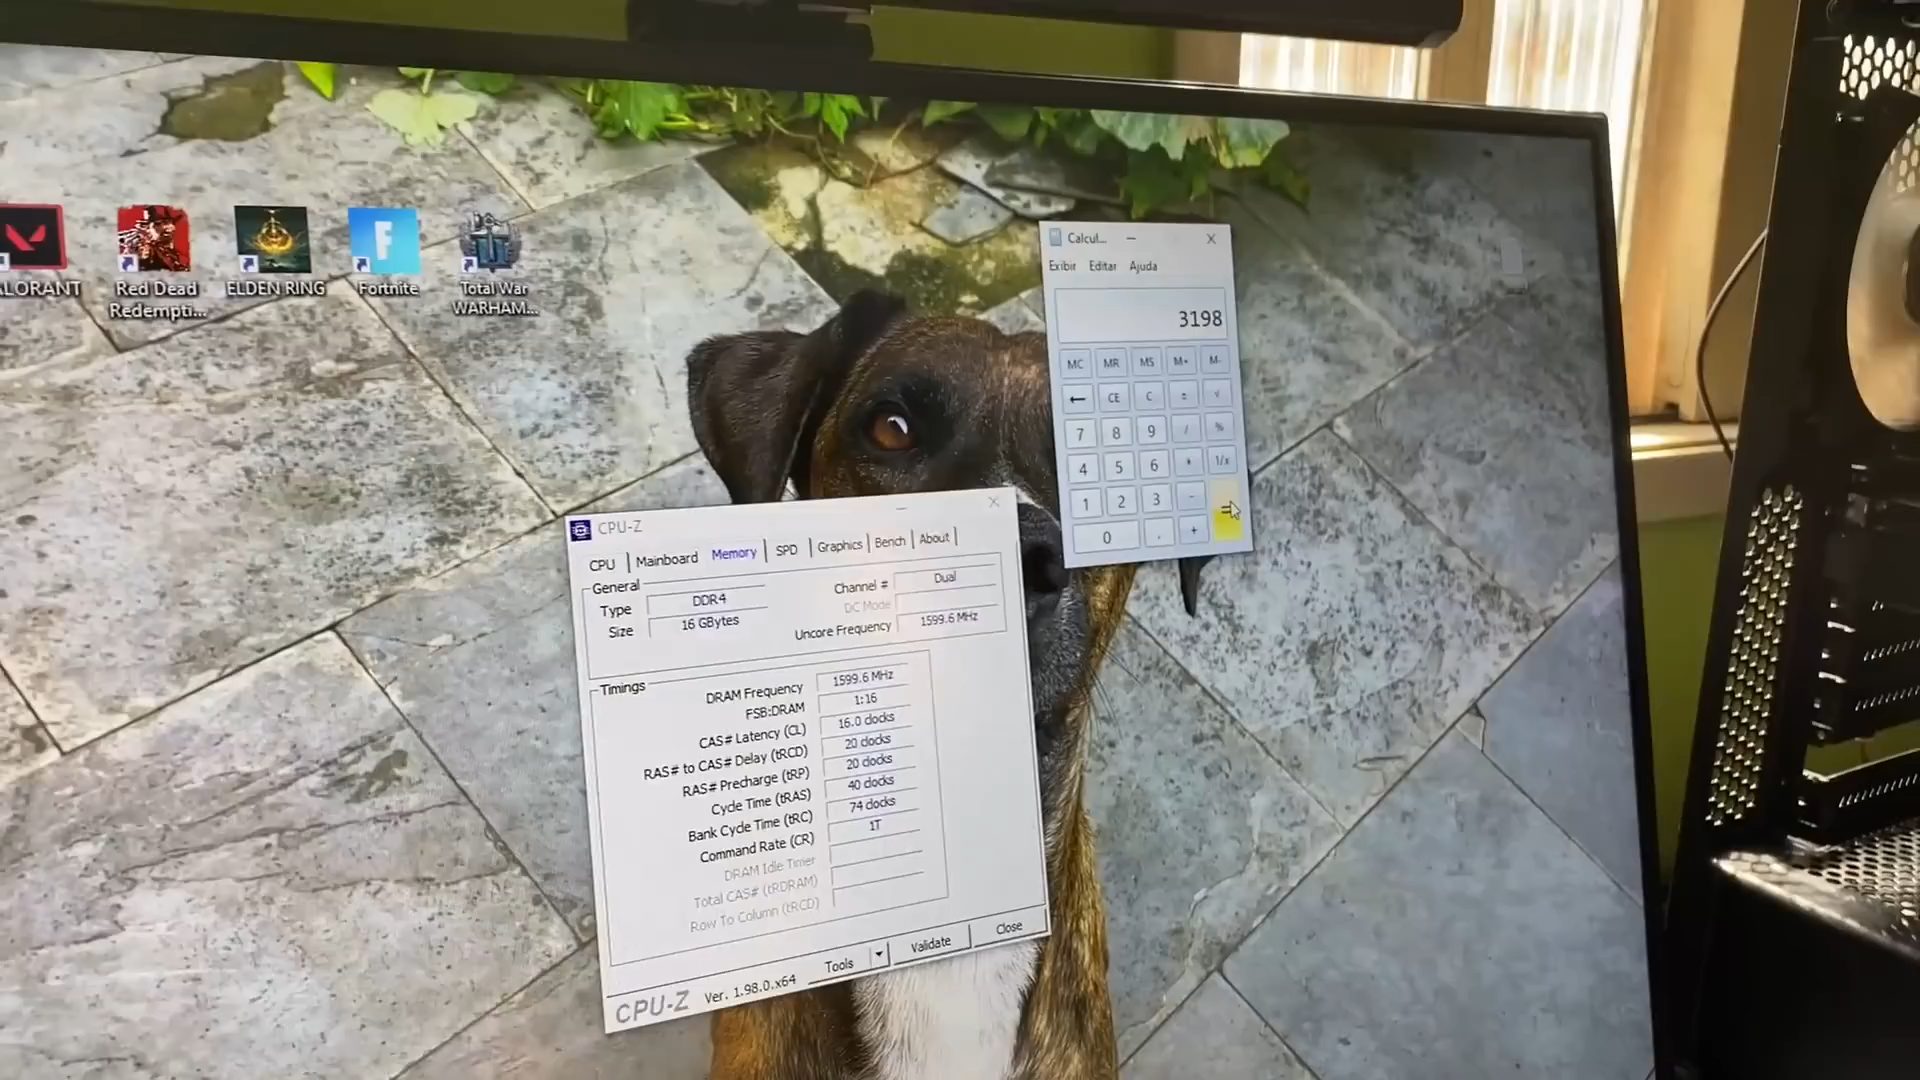 LORANT
Red Dead
Redempti...
ELDEN RING
Fortnite
Total War
WARHAM...
Calcul...
Exibir Editar Ajuda
3198
MC MR MS M+ M-
← CE C ± √
7 8 9 / %
4 5 6 * 1/x
1 2 3 - =
0 , +
CPU-Z
CPU Mainboard Memory SPD Graphics Bench About
General
Type DDR4
Size 16 GBytes
Channel # Dual
DC Mode
Uncore Frequency 1599.6 MHz
Timings
DRAM Frequency 1599.6 MHz
FSB:DRAM 1:16
CAS# Latency (CL) 16.0 clocks
RAS# to CAS# Delay (tRCD) 20 clocks
RAS# Precharge (tRP) 20 clocks
Cycle Time (tRAS) 40 clocks
Bank Cycle Time (tRC) 74 clocks
Command Rate (CR) 1T
DRAM Idle Timer
Total CAS# (tRDRAM)
Row To Column (tRCD)
CPU-Z Ver. 1.98.0.x64 Tools Validate Close